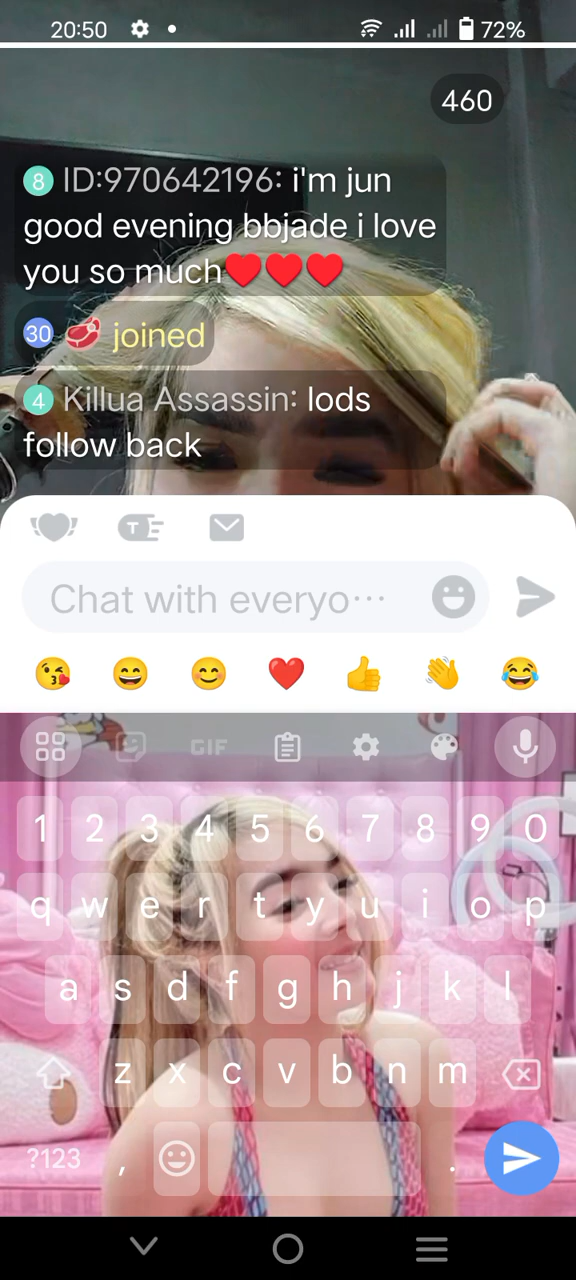 20:50 72%
460
8 ID:970642196: i'm jun
good evening bbjade i love
you so much❤️❤️❤️
30 🥩 joined
4 Killua Assassin: lods
follow back
T
Chat with everyo···
😘 😄 😊 ❤️ 👍 👋 😂
GIF
1 2 3 4 5 6 7 8 9 0
q w e r t y u i o p
a s d f g h j k l
z x c v b n m
?123 , .